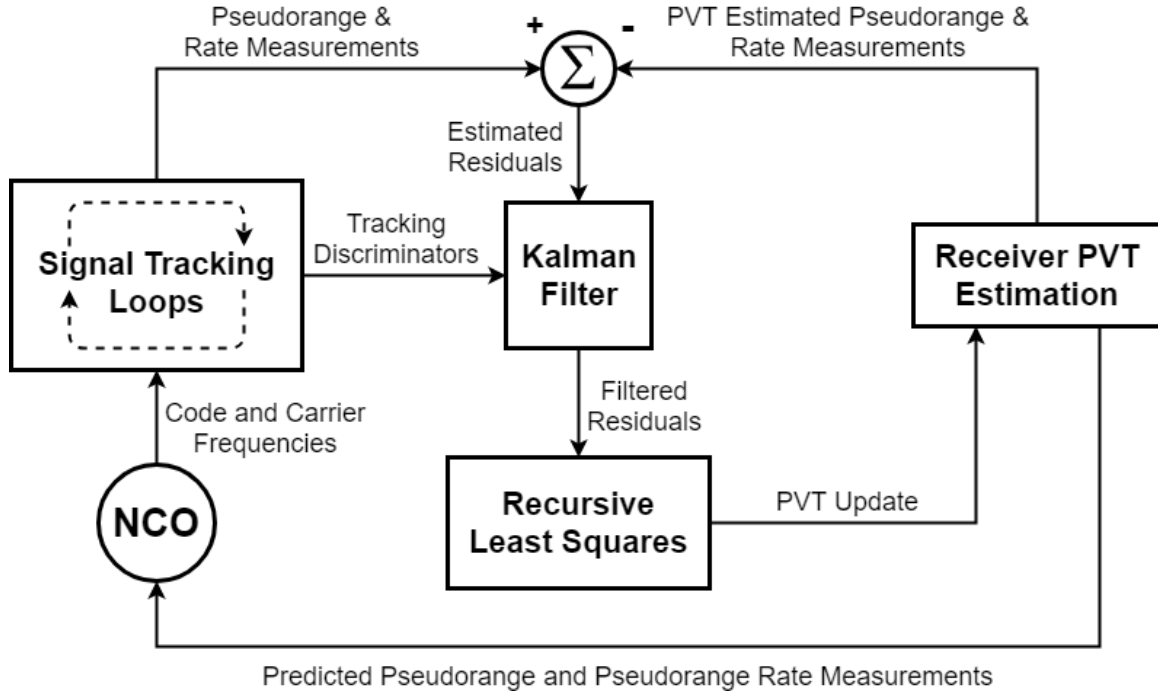 Pseudorange &
Rate Measurements
+
-
PVT Estimated Pseudorange &
Rate Measurements
Σ
Estimated
Residuals
Signal Tracking
Loops
Tracking
Discriminators
Kalman
Filter
Receiver PVT
Estimation
Code and Carrier
Frequencies
Filtered
Residuals
NCO
Recursive
Least Squares
PVT Update
Predicted Pseudorange and Pseudorange Rate Measurements